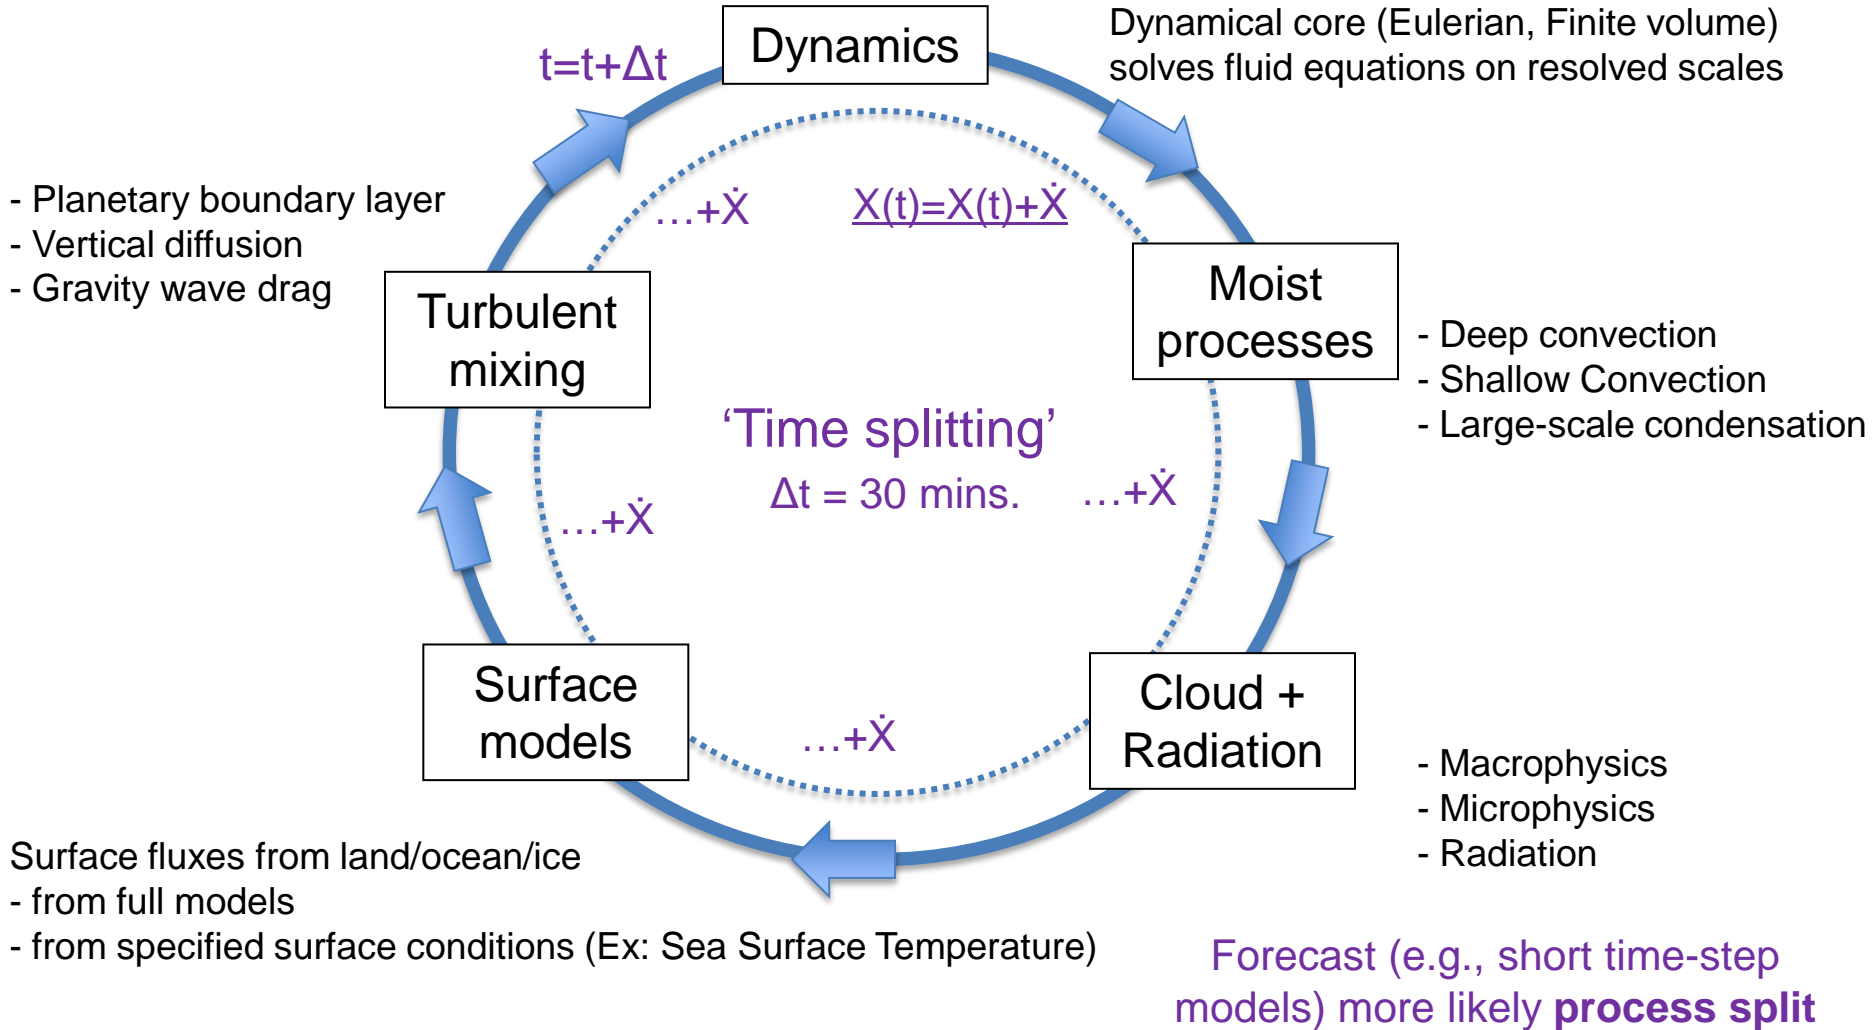 Dynamics
Dynamical core (Eulerian, Finite volume)
solves fluid equations on resolved scales
t=t+Δt
- Planetary boundary layer
- Vertical diffusion
- Gravity wave drag
…+Ẋ
X(t)=X(t)+Ẋ
Turbulent
mixing
Moist
processes
- Deep convection
- Shallow Convection
- Large-scale condensation
‘Time splitting’
Δt = 30 mins.
…+Ẋ
…+Ẋ
Surface
models
Cloud +
Radiation
…+Ẋ
- Macrophysics
- Microphysics
- Radiation
Surface fluxes from land/ocean/ice
- from full models
- from specified surface conditions (Ex: Sea Surface Temperature)
Forecast (e.g., short time-step
models) more likely process split